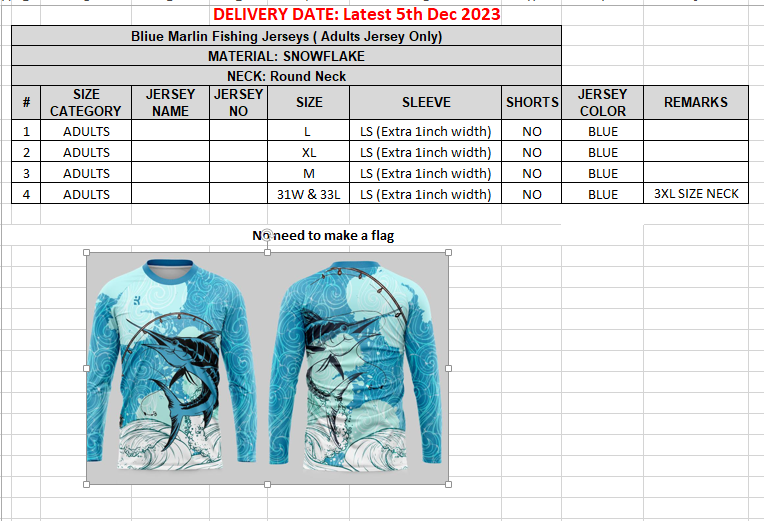 DELIVERY DATE: Latest 5th Dec 2023
Bliue Marlin Fishing Jerseys ( Adults Jersey Only)
MATERIAL: SNOWFLAKE
NECK: Round Neck
# SIZE CATEGORY JERSEY NAME JERSEY NO SIZE SLEEVE SHORTS JERSEY COLOR REMARKS
1 ADULTS L LS (Extra 1inch width) NO BLUE
2 ADULTS XL LS (Extra 1inch width) NO BLUE
3 ADULTS M LS (Extra 1inch width) NO BLUE
4 ADULTS 31W & 33L LS (Extra 1inch width) NO BLUE 3XL SIZE NECK
No need to make a flag